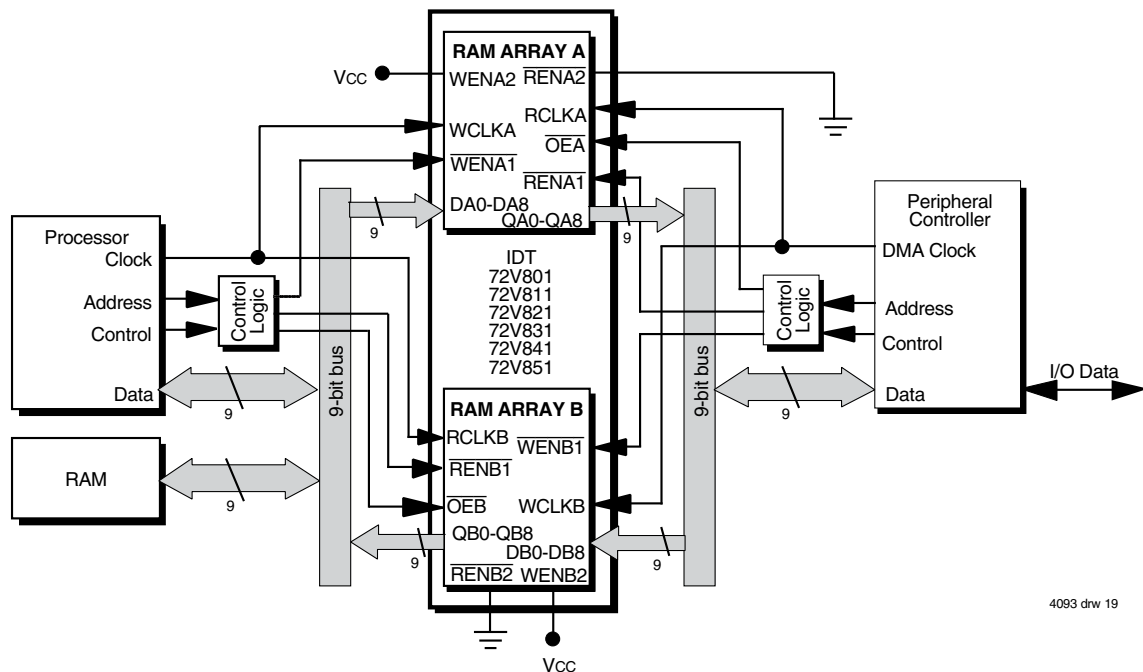 RAM ARRAY A
VCC
WENA2
RENA2
RCLKA
WCLKA
OEA
WENA1
RENA1
DA0-DA8
QA0-QA8
9
9
Processor
Clock
Address
Control
Data
Control
Logic
9
9-bit bus
RAM
9
IDT
72V801
72V811
72V821
72V831
72V841
72V851
9-bit bus
Peripheral
Controller
DMA Clock
Address
Control
Data
Control
Logic
9
I/O Data
RAM ARRAY B
RCLKB
WENB1
RENB1
OEB
WCLKB
QB0-QB8
DB0-DB8
9
9
RENB2
WENB2
VCC
4093 drw 19